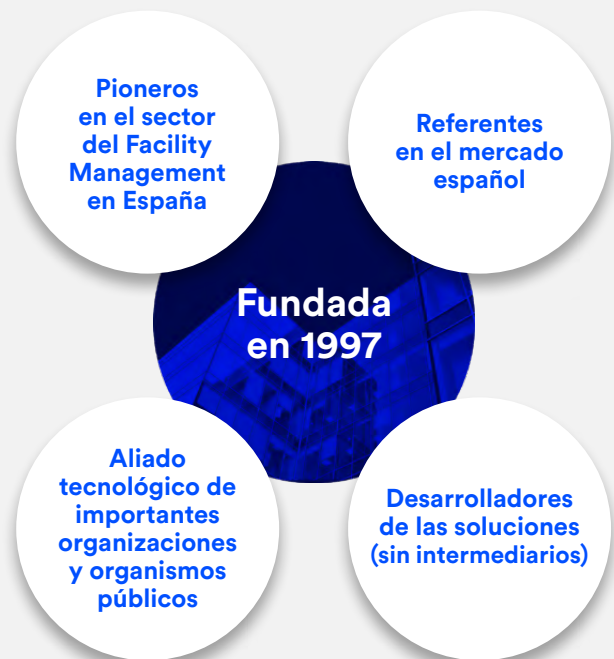 Pioneros
en el sector
del Facility
Management
en España
Referentes
en el mercado
español
Fundada
en 1997
Aliado
tecnológico de
importantes
organizaciones
y organismos
públicos
Desarrolladores
de las soluciones
(sin intermediarios)